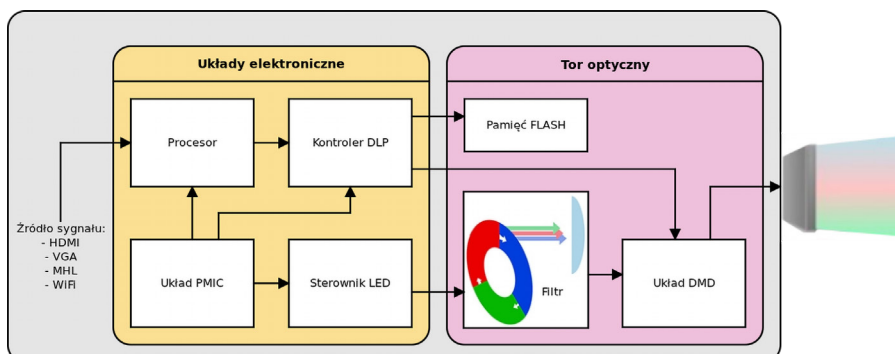 Układy elektroniczne
Tor optyczny
Procesor
Kontroler DLP
Pamięć FLASH
Źródło sygnału:
- HDMI
- VGA
- MHL
- WiFi
Układ PMIC
Sterownik LED
Filtr
Układ DMD